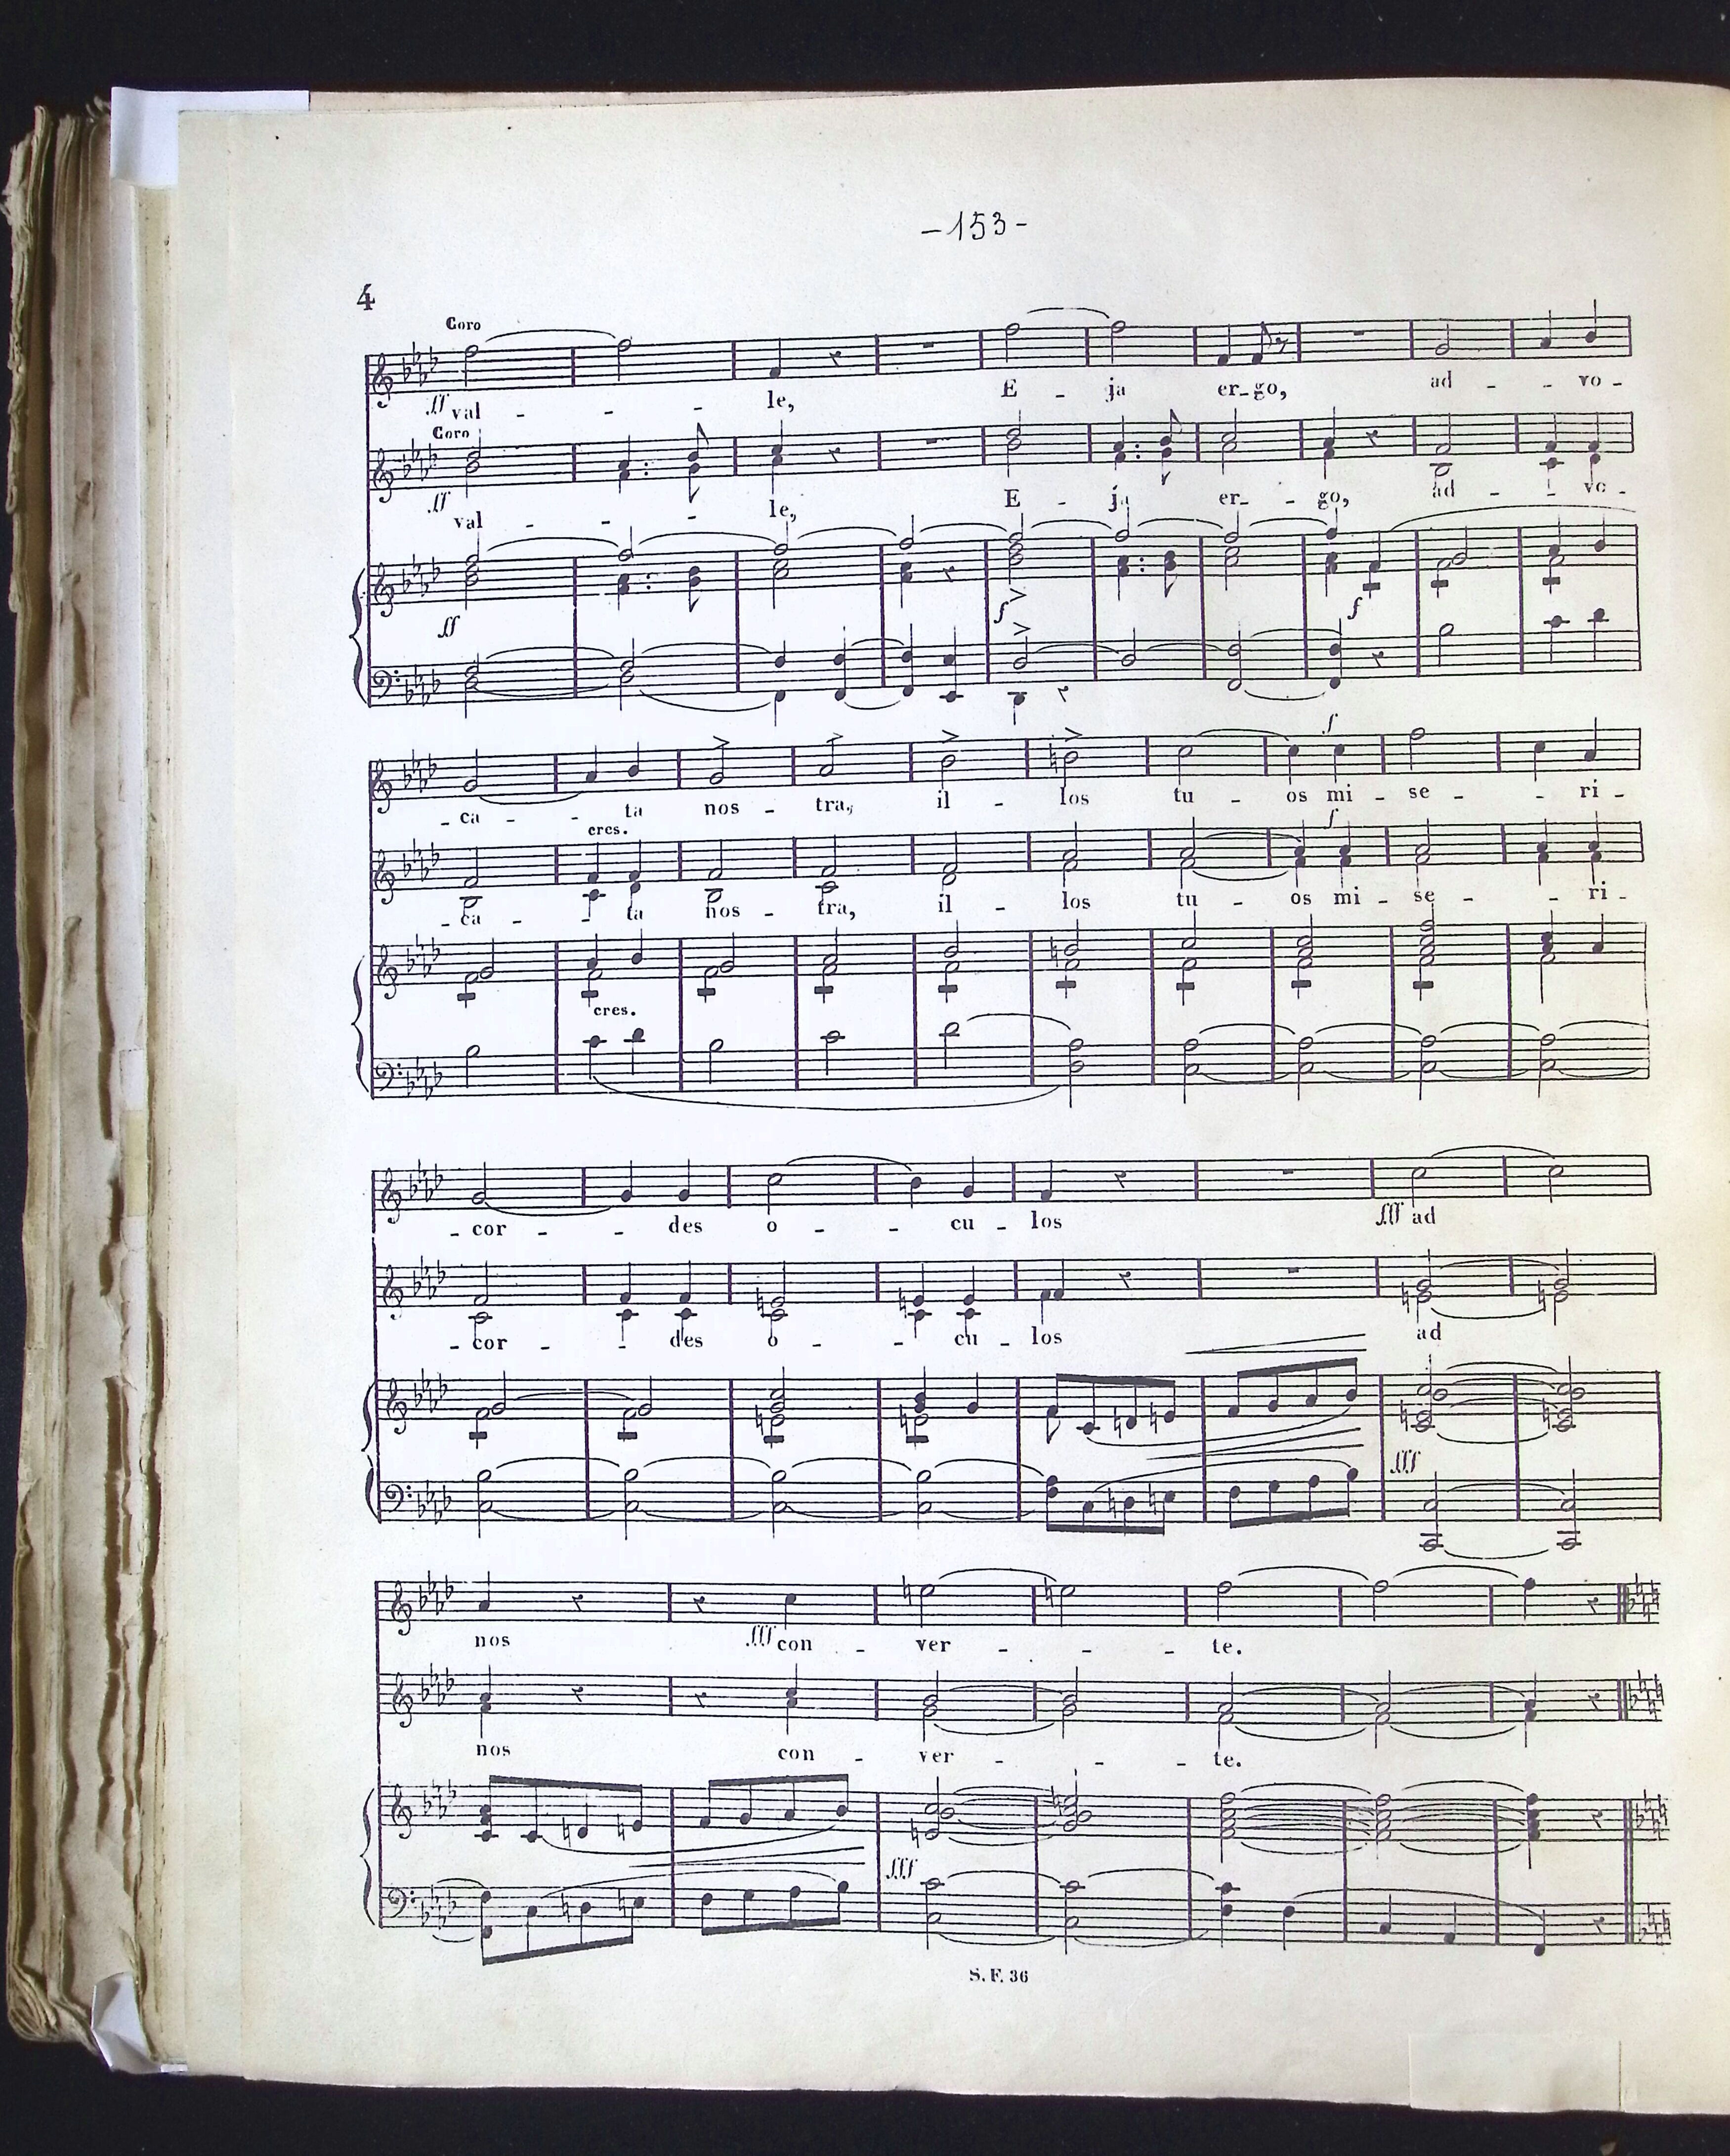 -153-
4
Coro
ff val - - - le, E - ja er-go, ad - - vo-
Coro
ff val - - - le, E - ja er- - go, ad - - vo-
ff f f
- ca - - ta nos - tra, il - los tu - os mi - se - - ri-
cres. f
- ca - - ta nos - tra, il - los tu - os mi - se - - ri-
cres.
- cor - - des o - - cu - los fff ad
- cor - - des o - - cu - los ad
fff
nos fff con - ver - - - te.
nos con - ver - - te.
fff
S. F. 36